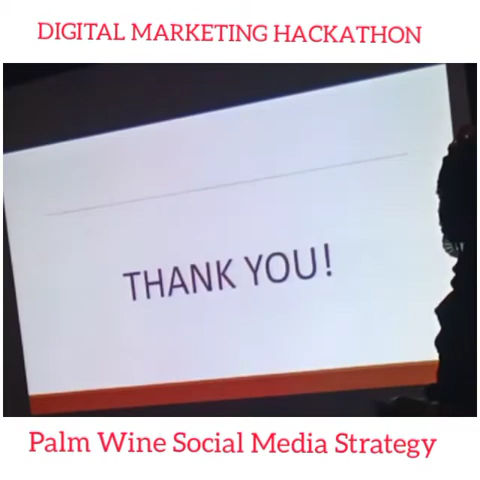 DIGITAL MARKETING HACKATHON
THANK YOU!
Palm Wine Social Media Strategy